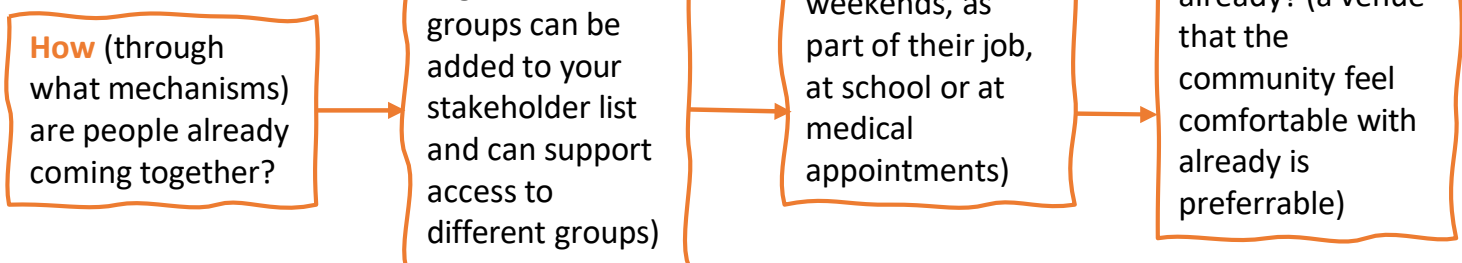 How (through
what mechanisms)
are people already
coming together?
groups can be
added to your
stakeholder list
and can support
access to
different groups)
weekends, as
part of their job,
at school or at
medical
appointments)
already? (a venue
that the
community feel
comfortable with
already is
preferrable)